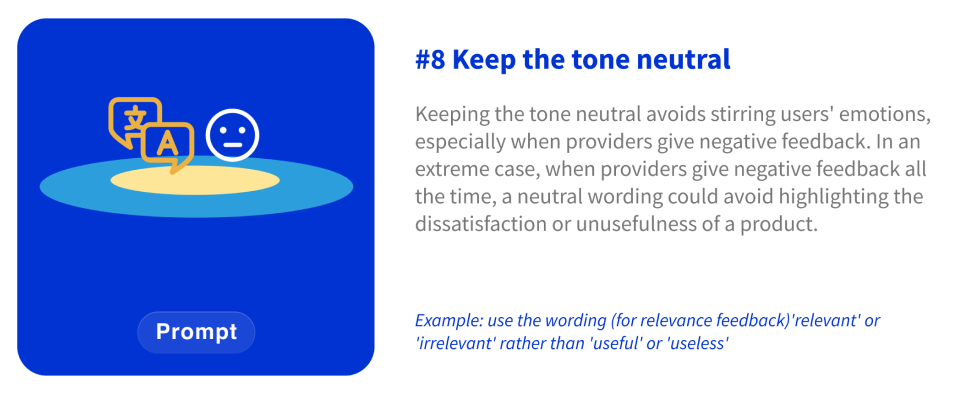 文
A
Prompt
#8 Keep the tone neutral
Keeping the tone neutral avoids stirring users' emotions,
especially when providers give negative feedback. In an
extreme case, when providers give negative feedback all
the time, a neutral wording could avoid highlighting the
dissatisfaction or unusefulness of a product.
Example: use the wording (for relevance feedback)'relevant' or
'irrelevant' rather than 'useful' or 'useless'